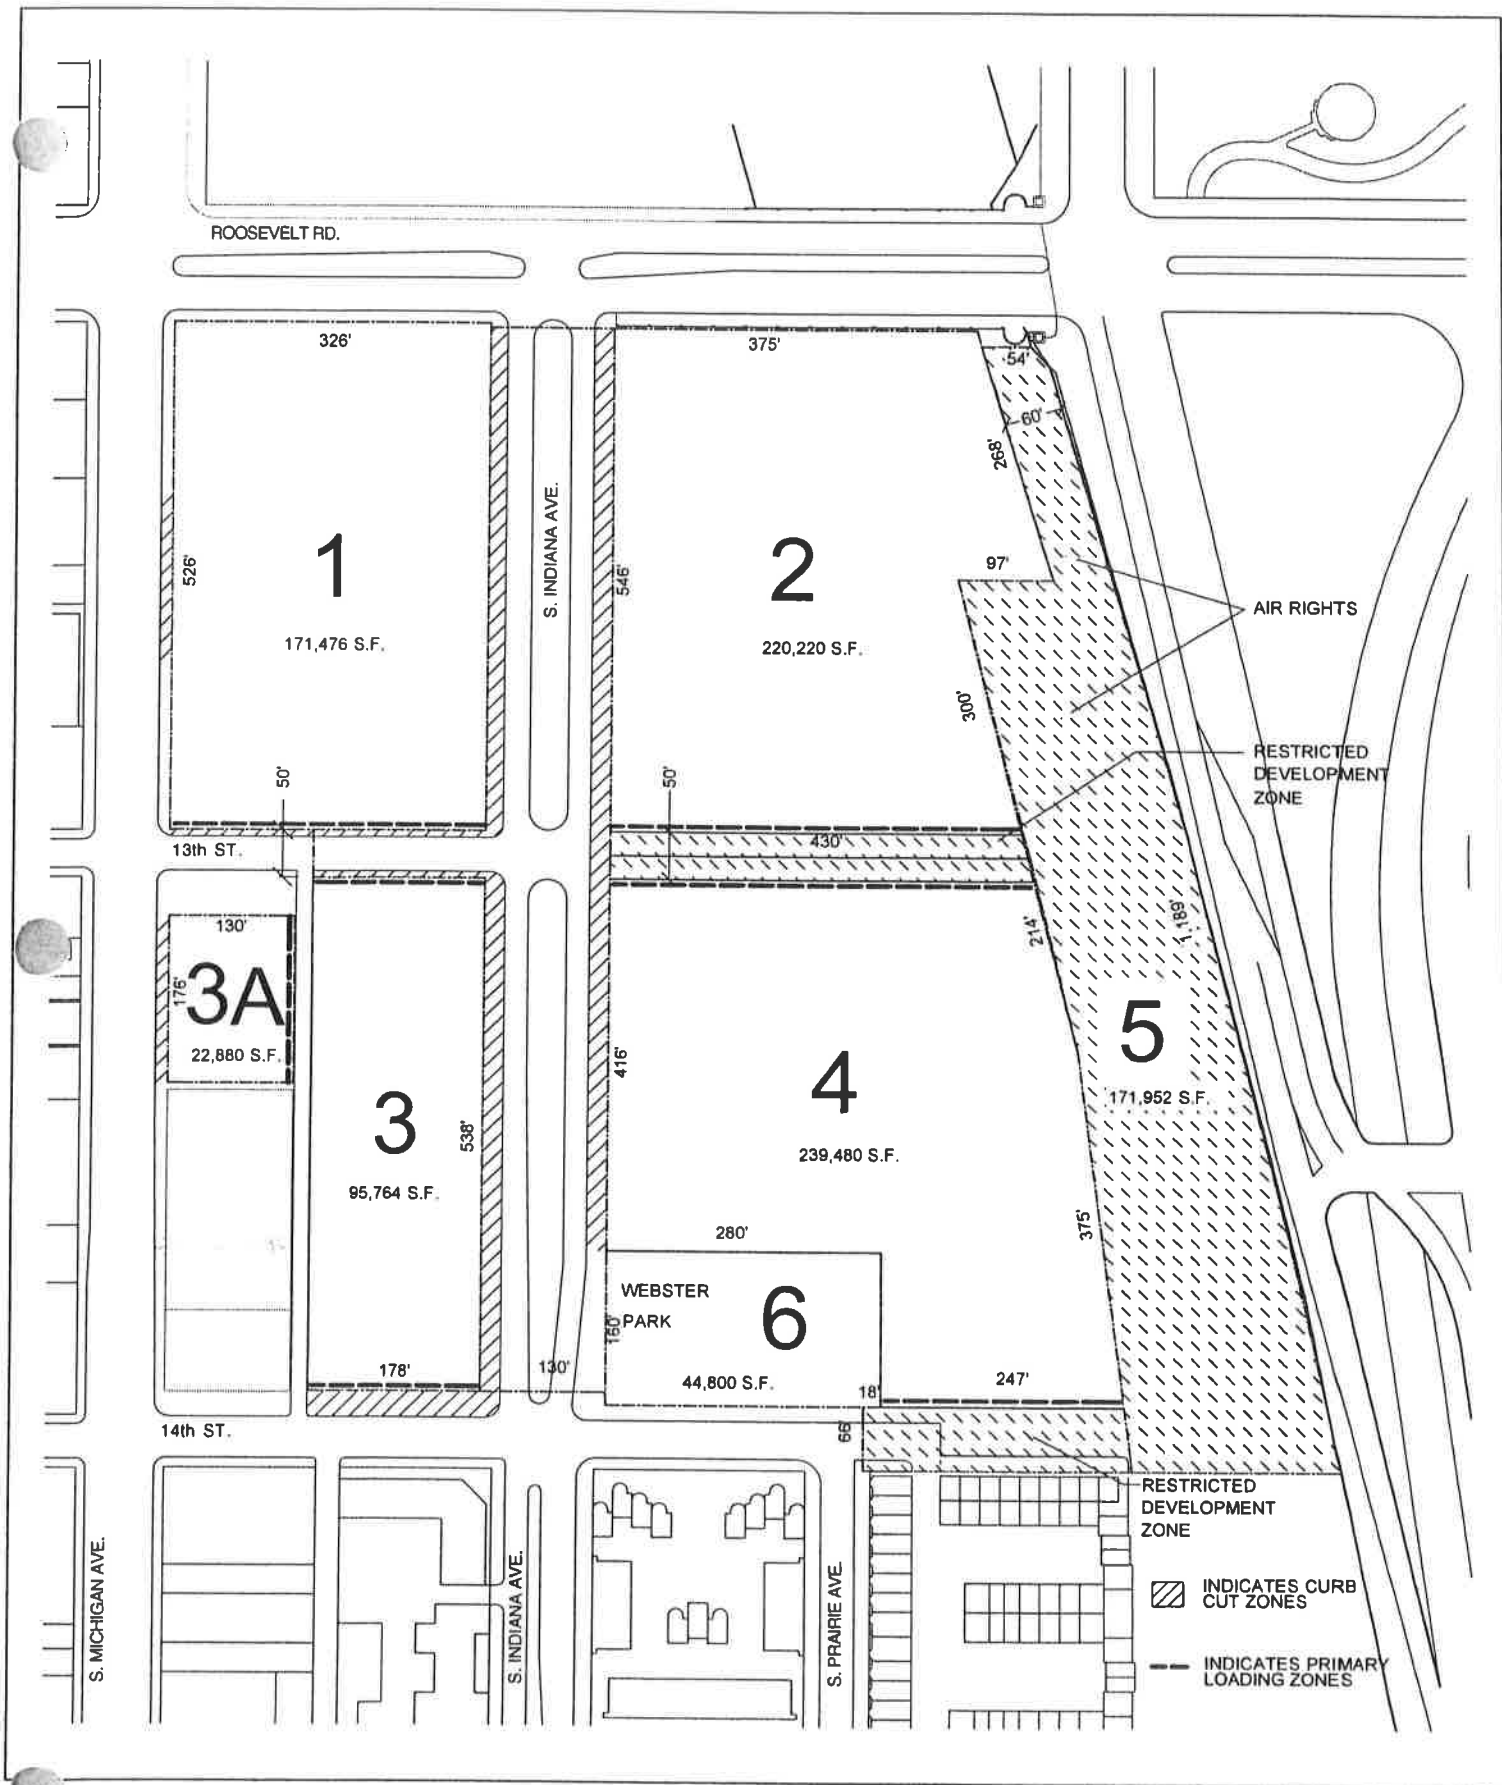 ROOSEVELT RD.
326'
375'
54'
60'
268'
526'
1
171,476 S.F.
S. INDIANA AVE.
546'
2
220,220 S.F.
97'
AIR RIGHTS
300'
RESTRICTED
DEVELOPMENT
ZONE
50'
50'
13th ST.
430'
130'
176'
3A
22,880 S.F.
214'
1,189'
416'
3
538'
95,764 S.F.
4
239,480 S.F.
5
171,952 S.F.
375'
280'
WEBSTER
PARK
160'
6
44,800 S.F.
178'
130'
18'
247'
66'
14th ST.
RESTRICTED
DEVELOPMENT
ZONE
S. MICHIGAN AVE.
S. INDIANA AVE.
S. PRAIRIE AVE.
INDICATES CURB
CUT ZONES
INDICATES PRIMARY
LOADING ZONES